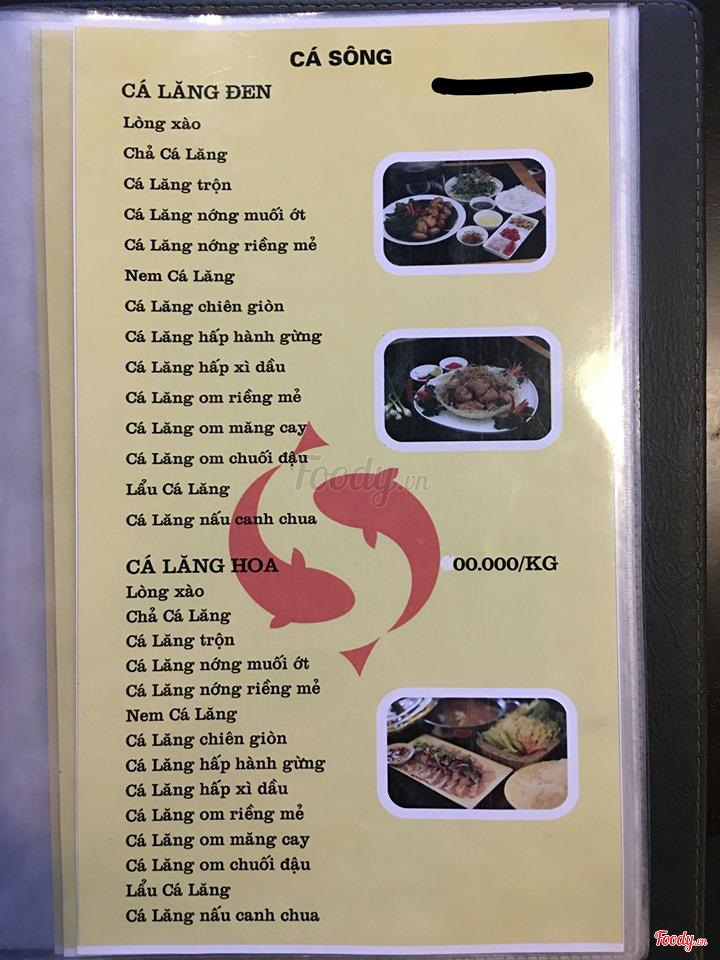 CÁ SÔNG
CÁ LĂNG ĐEN
Lòng xào
Chả Cá Lăng
Cá Lăng trộn
Cá Lăng nớng muối ớt
Cá Lăng nớng riềng mẻ
Nem Cá Lăng
Cá Lăng chiên giòn
Cá Lăng hấp hành gừng
Cá Lăng hấp xì dầu
Cá Lăng om riềng mẻ
Cá Lăng om măng cay
Cá Lăng om chuối đậu
Foody.vn
Lẩu Cá Lăng
Cá Lăng nấu canh chua
CÁ LĂNG HOA 00.000/KG
Lòng xào
Chả Cá Lăng
Cá Lăng trộn
Cá Lăng nớng muối ớt
Cá Lăng nớng riềng mẻ
Nem Cá Lăng
Cá Lăng chiên giòn
Cá Lăng hấp hành gừng
Cá Lăng hấp xì dầu
Cá Lăng om riềng mẻ
Cá Lăng om măng cay
Cá Lăng om chuối đậu
Lẩu Cá Lăng
Cá Lăng nấu canh chua
Foody.vn